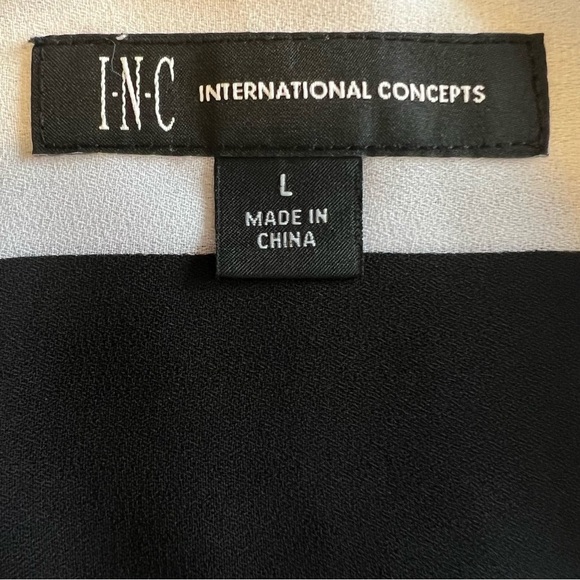 I·N·C INTERNATIONAL CONCEPTS
L
MADE IN
CHINA